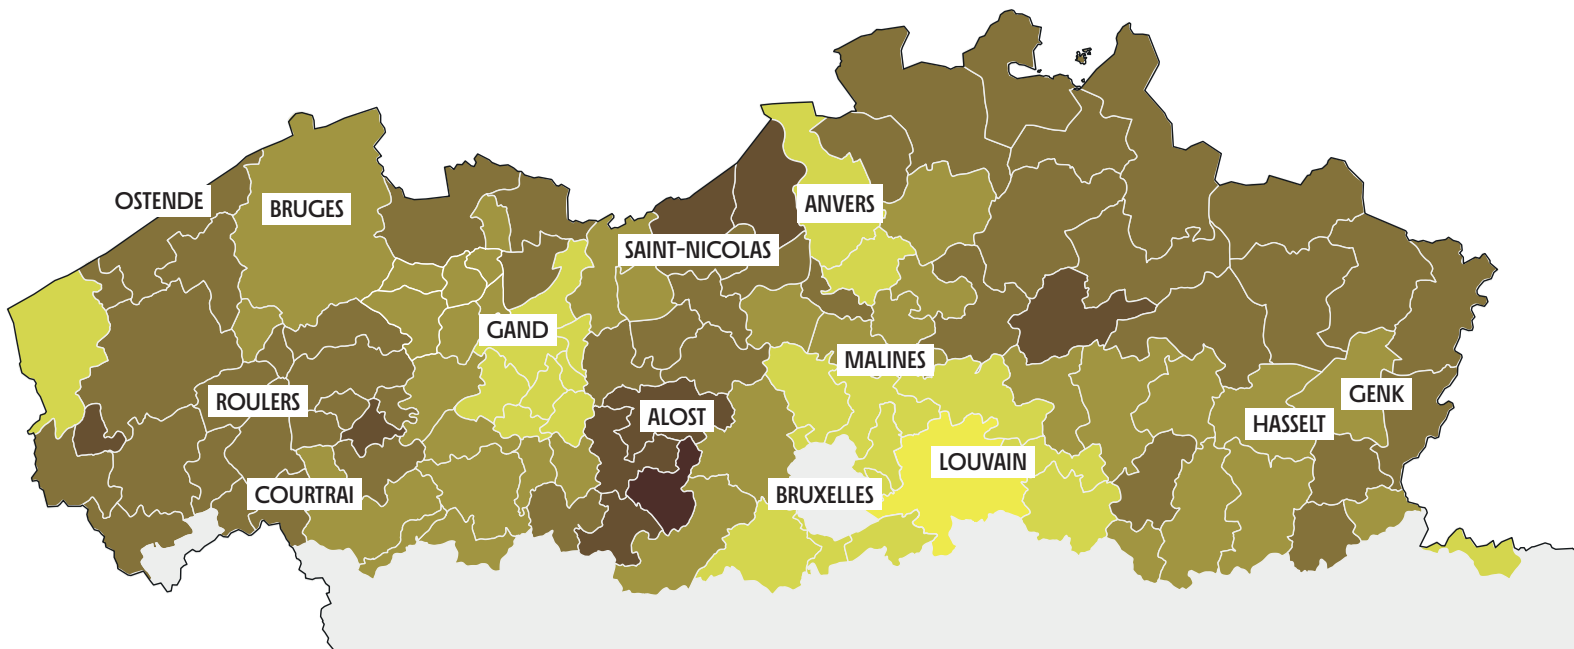 OSTENDE
BRUGES
ANVERS
SAINT-NICOLAS
GAND
MALINES
ROULERS
ALOST
GENK
HASSELT
LOUVAIN
COURTRAI
BRUXELLES